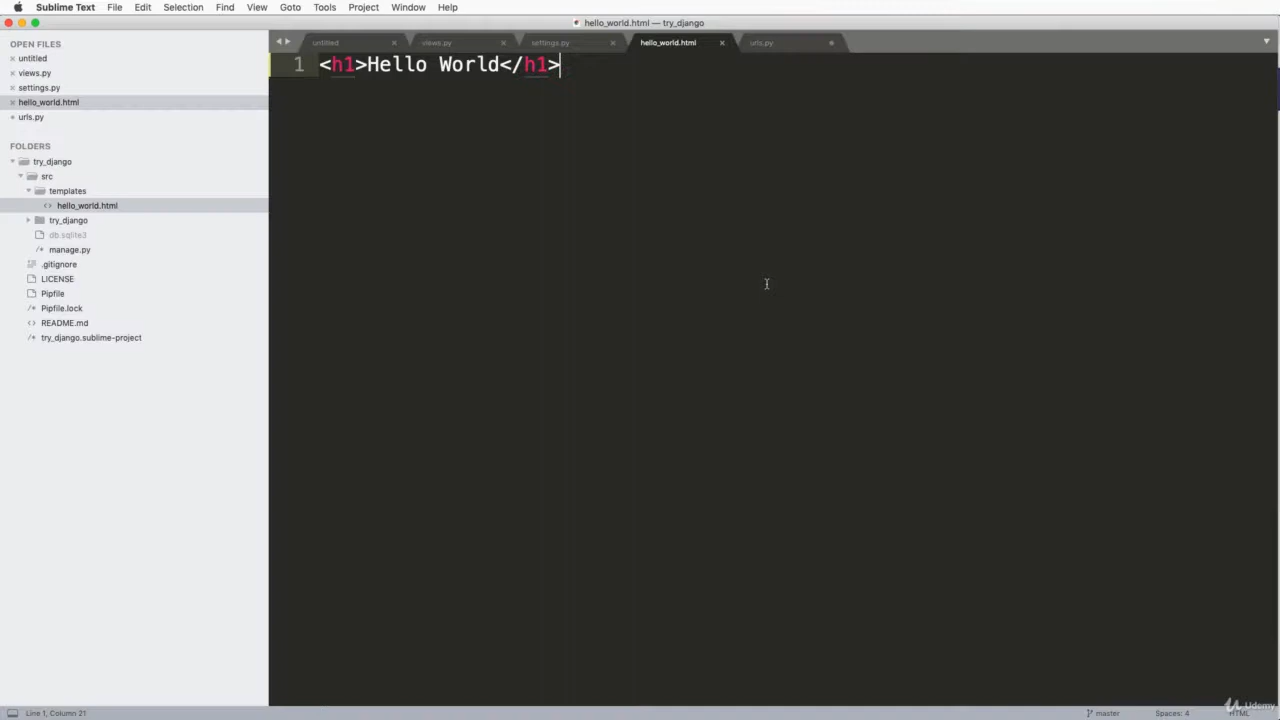 Sublime Text File Edit Selection Find View Goto Tools Project Window Help
hello_world.html — try_django
OPEN FILES
untitled
views.py
settings.py
hello_world.html
urls.py
FOLDERS
try_django
src
templates
<> hello_world.html
try_django
db.sqlite3
/* manage.py
.gitignore
LICENSE
Pipfile
/* Pipfile.lock
<> README.md
/* try_django.sublime-project
untitled views.py settings.py hello_world.html urls.py
1 <h1>Hello World</h1>
Line 1, Column 21
master
Spaces: 4
HTML
Udemy